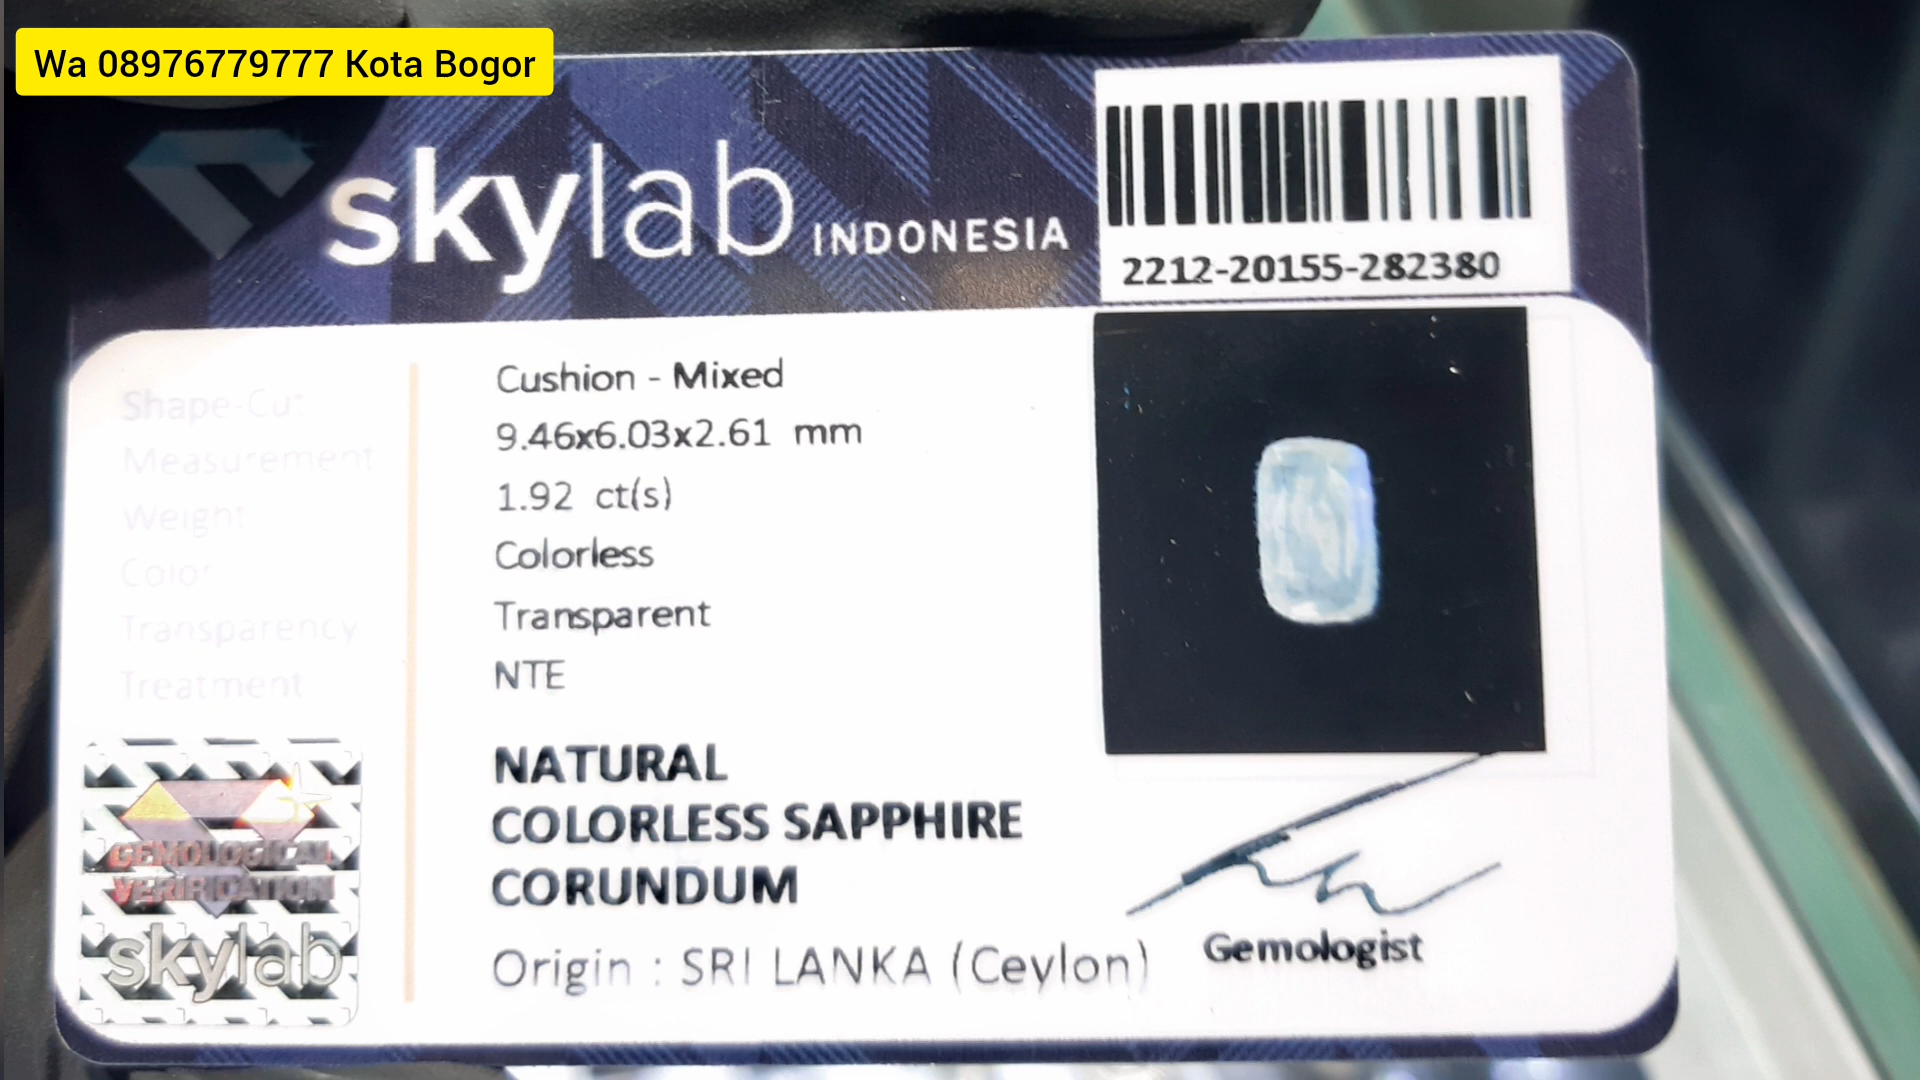 Wa 08976779777 Kota Bogor
skylab INDONESIA
2212-20155-282380
Shape-Cut
Cushion - Mixed
Measurement
9.46x6.03x2.61 mm
Weight
1.92 ct(s)
Color
Colorless
Transparency
Transparent
Treatment
NTE
NATURAL
COLORLESS SAPPHIRE
CORUNDUM
Origin : SRI LANKA (Ceylon)
GEMOLOGICAL
VERIFICATION
skylab
Gemologist